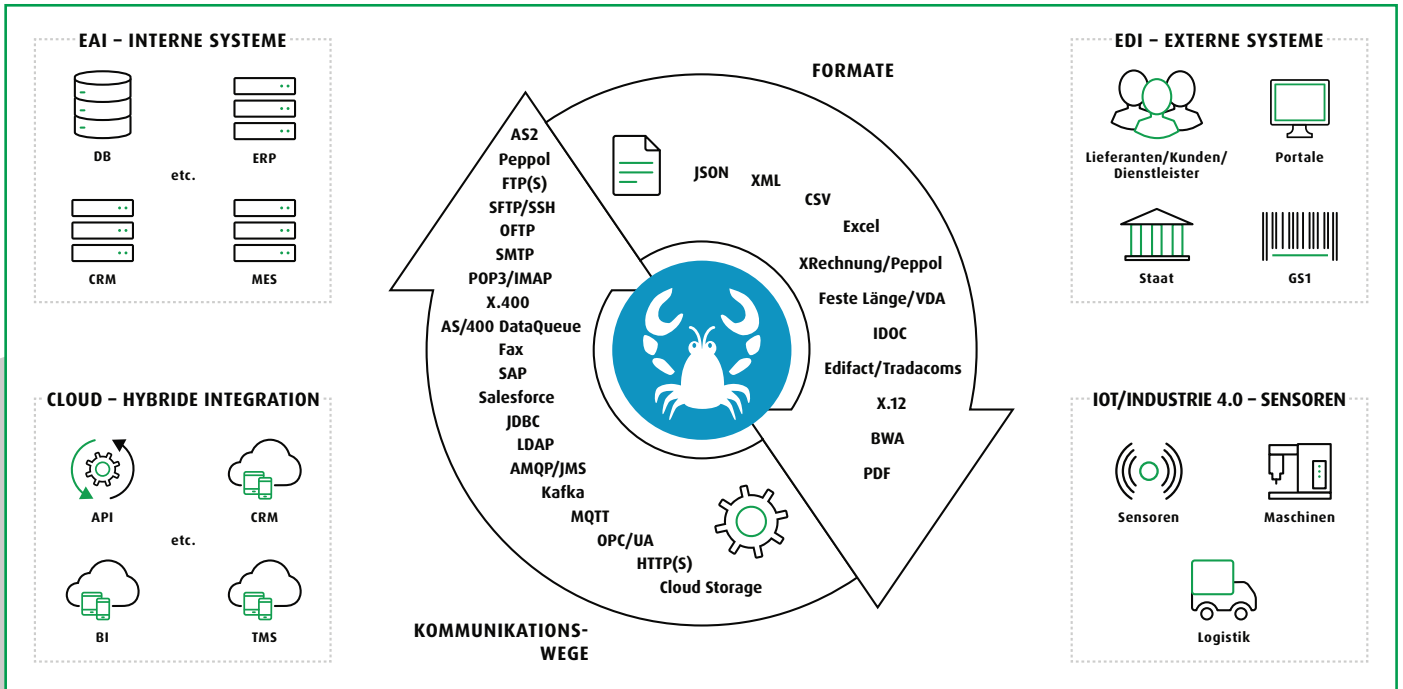 EAI – INTERNE SYSTEME
DB
ERP
etc.
CRM
MES
CLOUD – HYBRIDE INTEGRATION
API
CRM
etc.
BI
TMS
AS2
Peppol
FTP(S)
SFTP/SSH
OFTP
SMTP
POP3/IMAP
X.400
AS/400 DataQueue
Fax
SAP
Salesforce
JDBC
LDAP
AMQP/JMS
Kafka
MQTT
OPC/UA
HTTP(S)
Cloud Storage
KOMMUNIKATIONS-
WEGE
FORMATE
JSON
XML
CSV
Excel
XRechnung/Peppol
Feste Länge/VDA
IDOC
Edifact/Tradacoms
X.12
BWA
PDF
EDI – EXTERNE SYSTEME
Lieferanten/Kunden/
Dienstleister
Portale
Staat
GS1
IOT/INDUSTRIE 4.0 – SENSOREN
Sensoren
Maschinen
Logistik